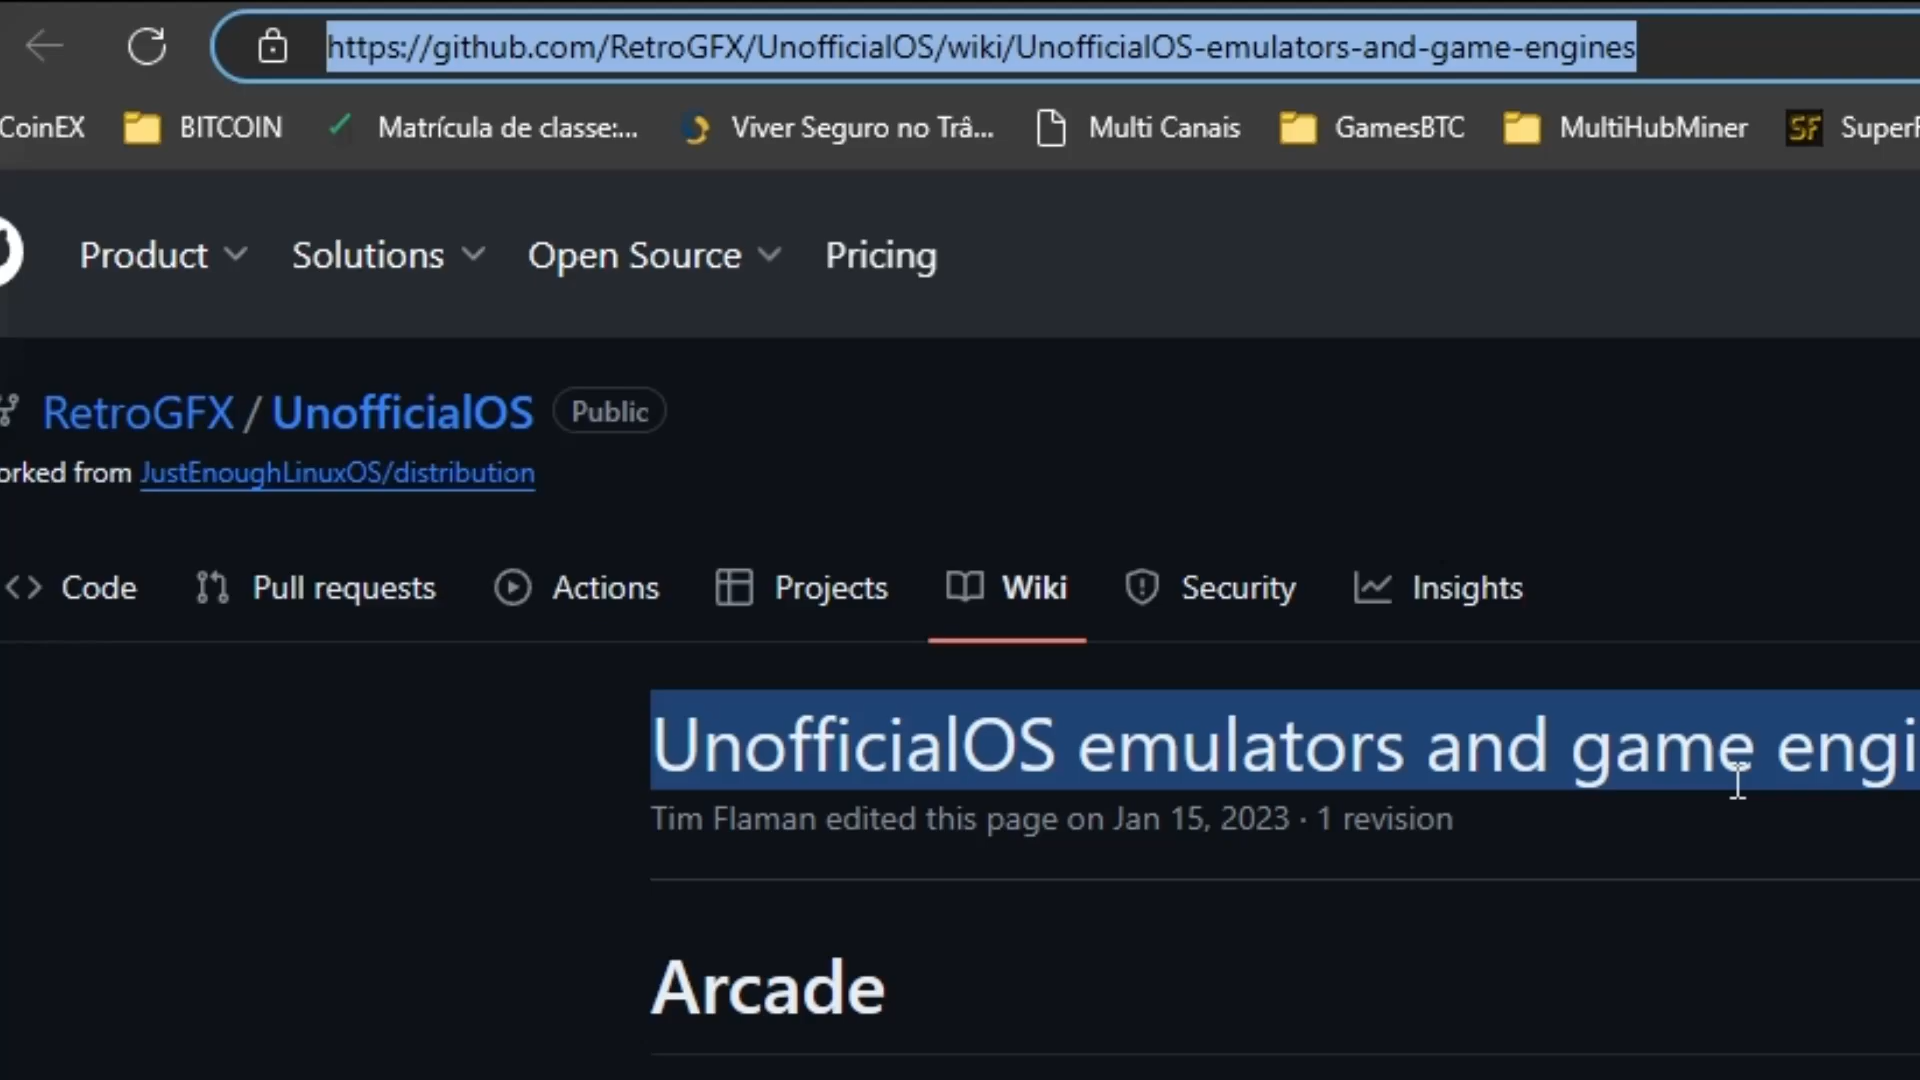 https://github.com/RetroGFX/UnofficialOS/wiki/UnofficialOS-emulators-and-game-engines
CoinEX BITCOIN Matrícula de classe:... Viver Seguro no Trâ... Multi Canais GamesBTC MultiHubMiner SuperF
Product Solutions Open Source Pricing
RetroGFX / UnofficialOS Public
orked from JustEnoughLinuxOS/distribution
Code Pull requests Actions Projects Wiki Security Insights
UnofficialOS emulators and game engi
Tim Flaman edited this page on Jan 15, 2023 · 1 revision
Arcade